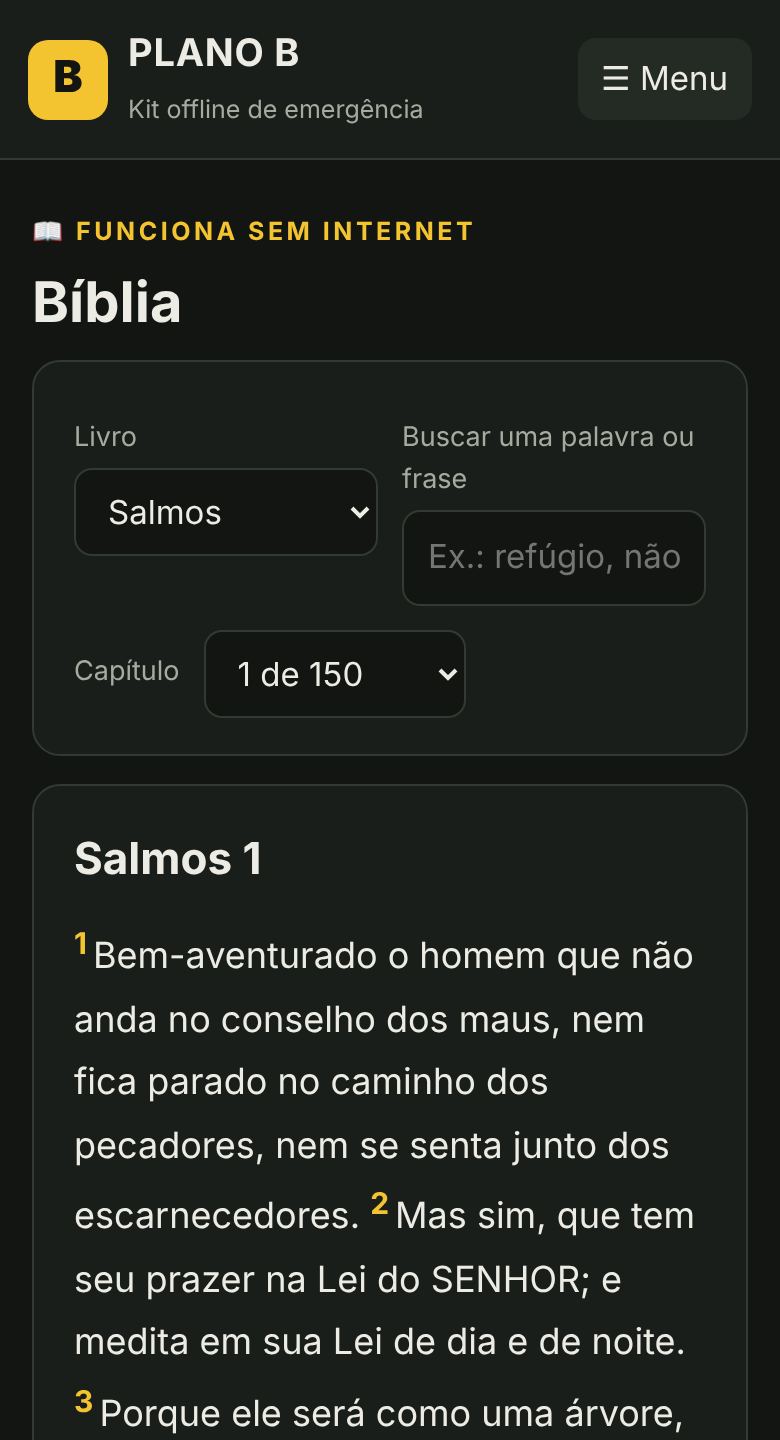 B
PLANO B
Kit offline de emergência
☰ Menu
📖 FUNCIONA SEM INTERNET
Bíblia
Livro
Salmos
Buscar uma palavra ou
frase
Ex.: refúgio, não
Capítulo
1 de 150
Salmos 1
1 Bem-aventurado o homem que não
anda no conselho dos maus, nem
fica parado no caminho dos
pecadores, nem se senta junto dos
escarnecedores. 2 Mas sim, que tem
seu prazer na Lei do SENHOR; e
medita em sua Lei de dia e de noite.
3 Porque ele será como uma árvore,